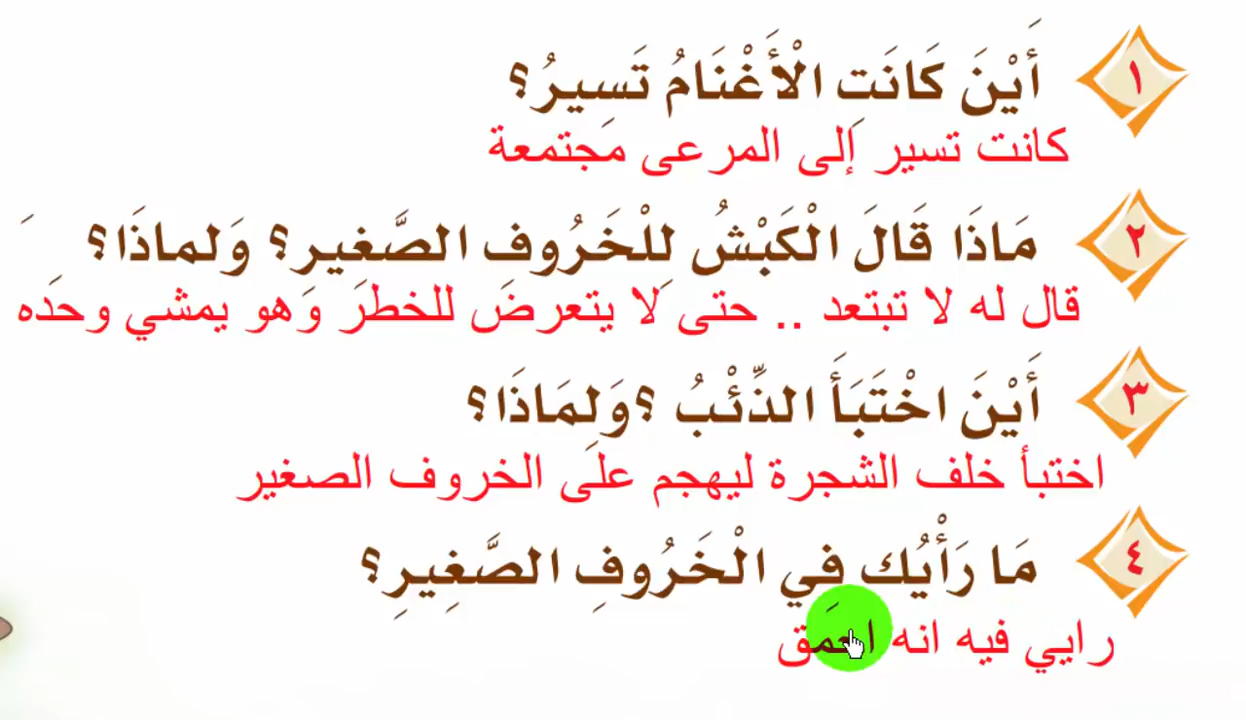 ١ أَيْنَ كَانَتِ الْأَغْنَامُ تَسِيرُ؟
كانت تسير إلى المرعى مجتمعة
٢ مَاذَا قَالَ الْكَبْشُ لِلْخَرُوف الصَّغير؟ وَلماذَا؟
قال له لا تبتعد .. حتى لا يتعرض للخطر وهو يمشي وحده
٣ أَيْنَ اخْتَبَأَ الذِّئْبُ ؟وَلِمَاذَا؟
اختبأ خلف الشجرة ليهجم على الخروف الصغير
٤ مَا رَأْيُك فِي الْخَرُوفِ الصَّغِيرِ؟
رايي فيه انه